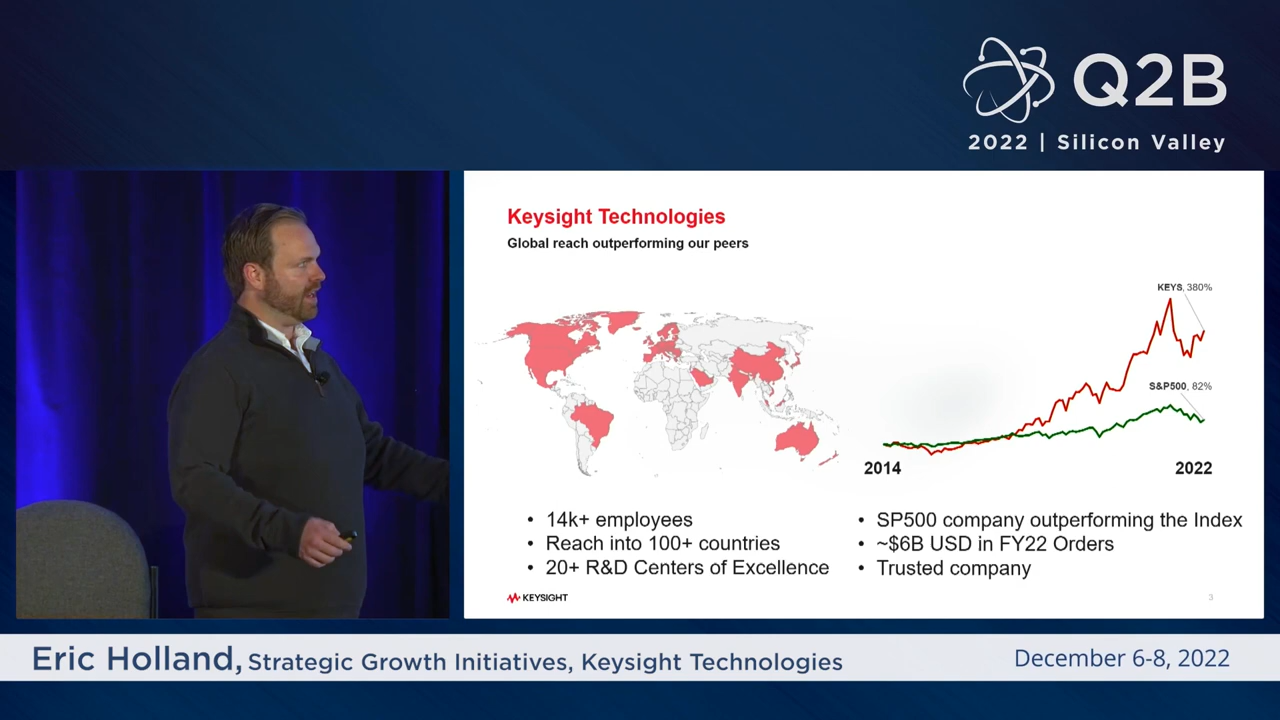 Q2B
2022 | Silicon Valley
Keysight Technologies
Global reach outperforming our peers
KEYS, 380%
S&P500, 82%
2014
2022
• 14k+ employees
• Reach into 100+ countries
• 20+ R&D Centers of Excellence
• SP500 company outperforming the Index
• ~$6B USD in FY22 Orders
• Trusted company
KEYSIGHT
3
Eric Holland, Strategic Growth Initiatives, Keysight Technologies
December 6-8, 2022